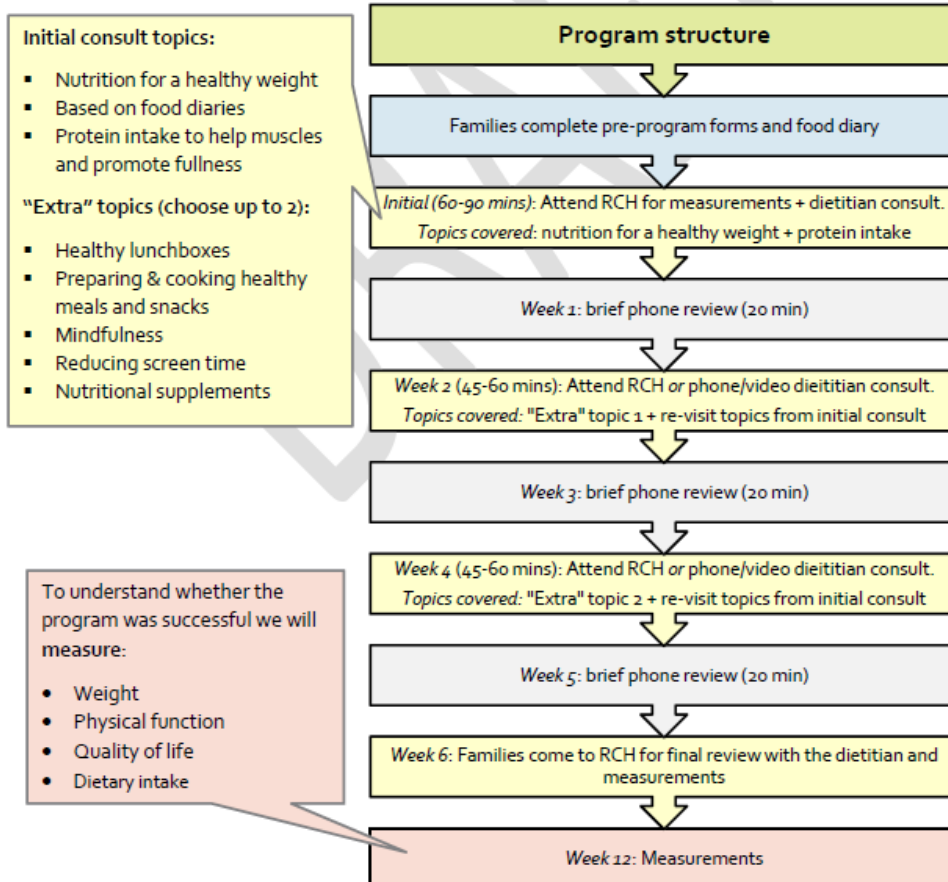 Initial consult topics:
▪ Nutrition for a healthy weight
▪ Based on food diaries
▪ Protein intake to help muscles
and promote fullness
“Extra” topics (choose up to 2):
▪ Healthy lunchboxes
▪ Preparing & cooking healthy
meals and snacks
▪ Mindfulness
▪ Reducing screen time
▪ Nutritional supplements
Program structure
Families complete pre-program forms and food diary
Initial (60-90 mins): Attend RCH for measurements + dietitian consult.
Topics covered: nutrition for a healthy weight + protein intake
Week 1: brief phone review (20 min)
Week 2 (45-60 mins): Attend RCH or phone/video dieititian consult.
Topics covered: "Extra" topic 1 + re-visit topics from initial consult
Week 3: brief phone review (20 min)
Week 4 (45-60 mins): Attend RCH or phone/video dieititian consult.
Topics covered: "Extra" topic 2 + re-visit topics from initial consult
Week 5: brief phone review (20 min)
Week 6: Families come to RCH for final review with the dietitian and
measurements
Week 12: Measurements
To understand whether the
program was successful we will
measure:
• Weight
• Physical function
• Quality of life
• Dietary intake